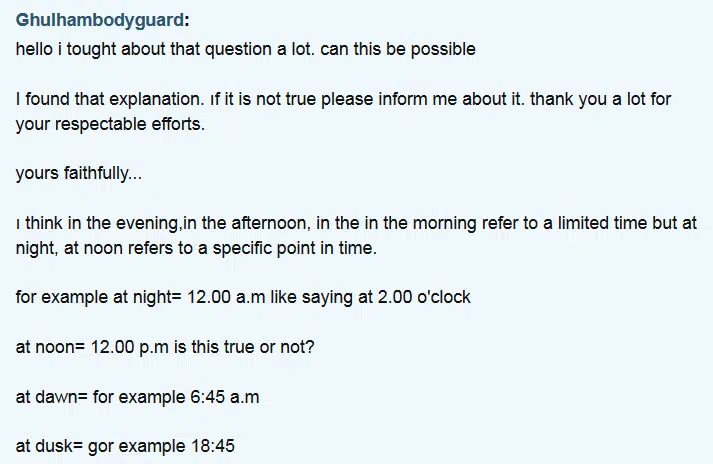 Ghulhambodyguard:
hello i tought about that question a lot. can this be possible
I found that explanation. ıf it is not true please inform me about it. thank you a lot for
your respectable efforts.
yours faithfully...
ı think in the evening,in the afternoon, in the in the morning refer to a limited time but at
night, at noon refers to a specific point in time.
for example at night= 12.00 a.m like saying at 2.00 o'clock
at noon= 12.00 p.m is this true or not?
at dawn= for example 6:45 a.m
at dusk= gor example 18:45